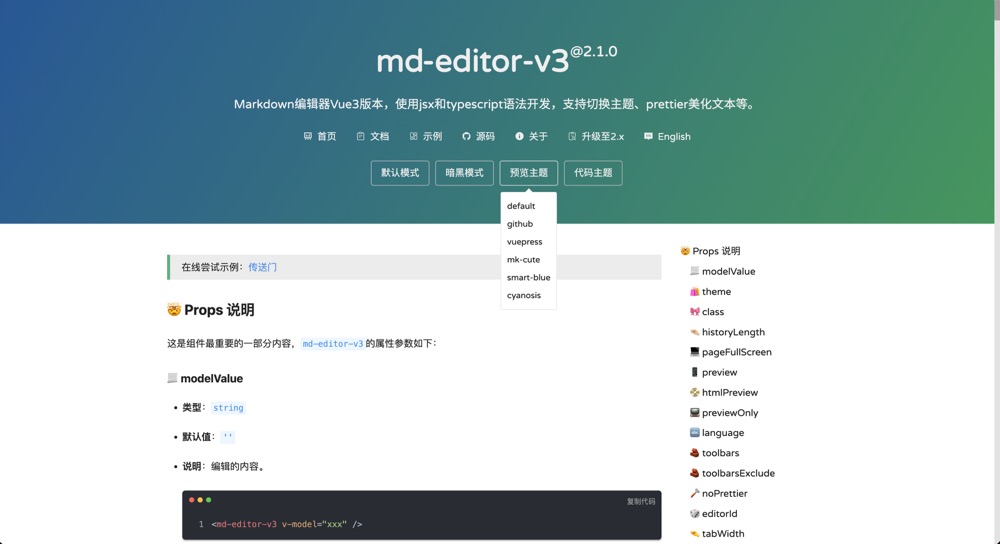 md-editor-v3@2.1.0
Markdown编辑器Vue3版本，使用jsx和typescript语法开发，支持切换主题、prettier美化文本等。
首页 文档 示例 源码 关于 升级至2.x English
默认模式 暗黑模式 预览主题 代码主题
default
github
vuepress
mk-cute
smart-blue
cyanosis
在线尝试示例：传送门
Props 说明
这是组件最重要的一部分内容，md-editor-v3的属性参数如下：
modelValue
• 类型：string
• 默认值：''
• 说明：编辑的内容。
复制代码
1 <md-editor-v3 v-model="xxx" />
Props 说明
modelValue
theme
class
historyLength
pageFullScreen
preview
htmlPreview
previewOnly
language
toolbars
toolbarsExclude
noPrettier
editorId
tabWidth